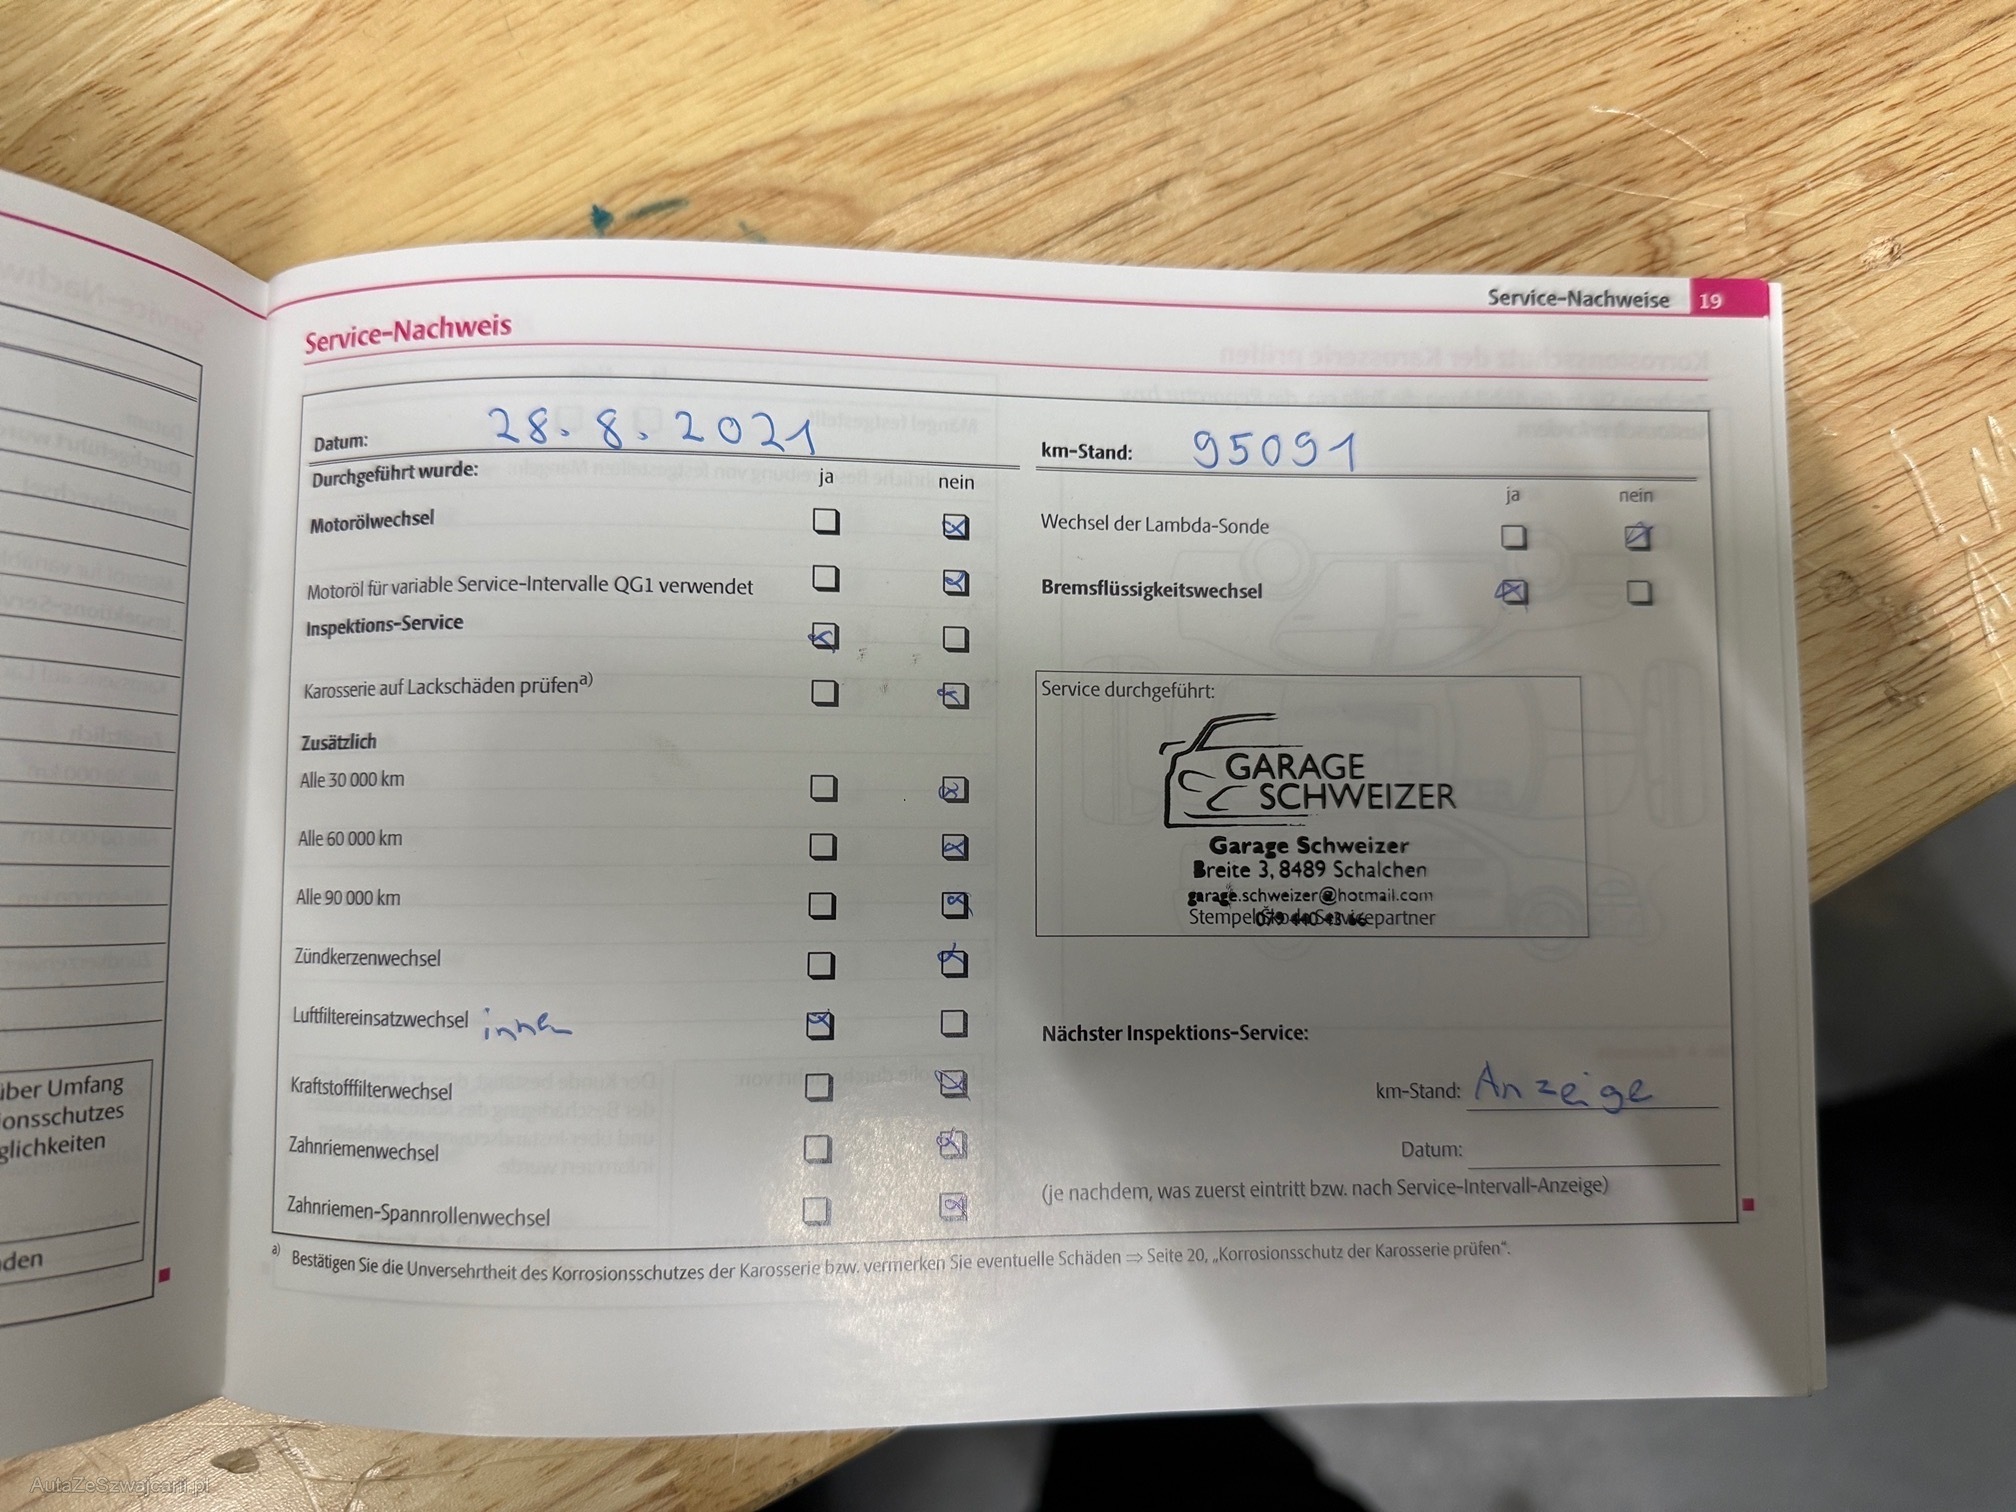 Service-Nachweise 19
Service-Nachweis
Datum: 28. 8. 2021
km-Stand: 95091
Durchgeführt wurde: ja nein
Motorölwechsel
Motoröl für variable Service-Intervalle QG1 verwendet
Inspektions-Service
Karosserie auf Lackschäden prüfen a)
Zusätzlich
Alle 30 000 km
Alle 60 000 km
Alle 90 000 km
Zündkerzenwechsel
Luftfiltereinsatzwechsel innen
Kraftstofffilterwechsel
Zahnriemenwechsel
Zahnriemen-Spannrollenwechsel
ja nein
Wechsel der Lambda-Sonde
Bremsflüssigkeitswechsel
Service durchgeführt:
GARAGE
SCHWEIZER
Garage Schweizer
Breite 3, 8489 Schalchen
garage.schweizer@hotmail.com
Stempel Servicepartner
Nächster Inspektions-Service:
km-Stand: Anzeige
Datum:
(je nachdem, was zuerst eintritt bzw. nach Service-Intervall-Anzeige)
a) Bestätigen Sie die Unversehrtheit des Korrosionsschutzes der Karosserie bzw. vermerken Sie eventuelle Schäden ⇒ Seite 20, „Korrosionsschutz der Karosserie prüfen“.
über Umfang
onsschutzes
glichkeiten
den
AutaZeSzwajcarii.pl